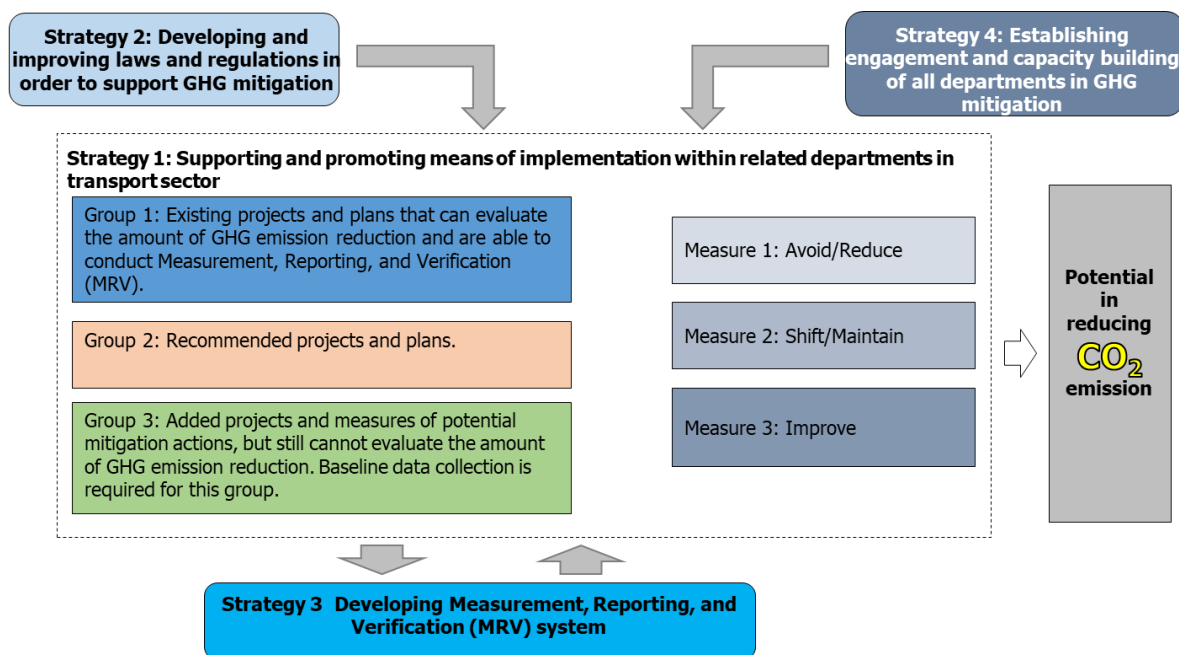 Strategy 2: Developing and
improving laws and regulations in
order to support GHG mitigation
Strategy 4: Establishing
engagement and capacity building
of all departments in GHG
mitigation
Strategy 1: Supporting and promoting means of implementation within related departments in
transport sector
Group 1: Existing projects and plans that can evaluate
the amount of GHG emission reduction and are able to
conduct Measurement, Reporting, and Verification
(MRV).
Group 2: Recommended projects and plans.
Group 3: Added projects and measures of potential
mitigation actions, but still cannot evaluate the amount
of GHG emission reduction. Baseline data collection is
required for this group.
Measure 1: Avoid/Reduce
Measure 2: Shift/Maintain
Measure 3: Improve
Potential
in
reducing
CO₂
emission
Strategy 3 Developing Measurement, Reporting, and
Verification (MRV) system